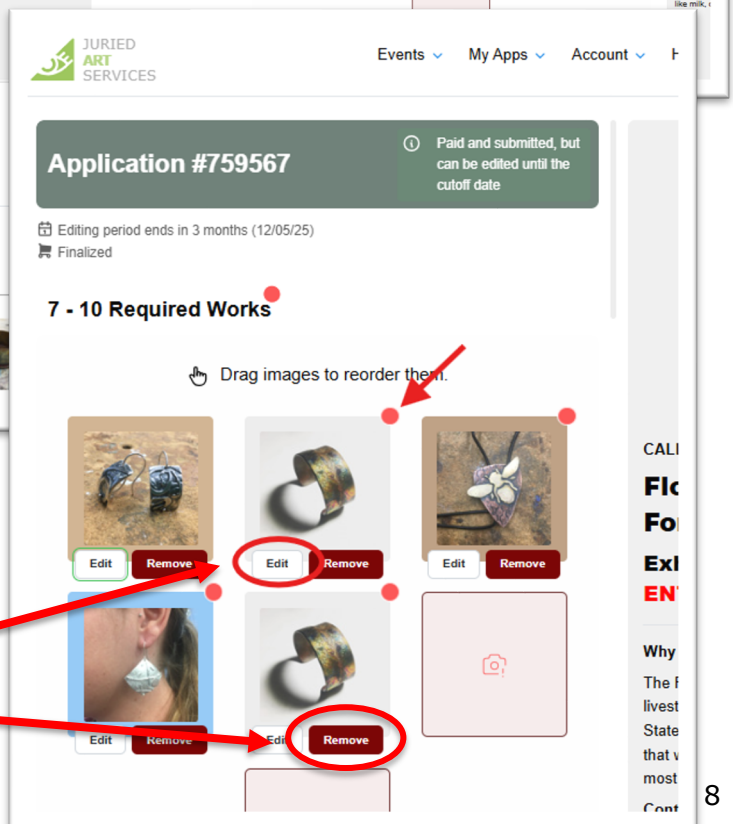 like milk,
JURIED
ART
SERVICES
Events My Apps Account H
Application #759567
Paid and submitted, but
can be edited until the
cutoff date
Editing period ends in 3 months (12/05/25)
Finalized
7 - 10 Required Works
Drag images to reorder them.
Edit Remove Edit Remove Edit Remove
Edit Remove Edit Remove
CALL
Flo
For
Exh
ENT
Why
The F
livest
State
that w
most
Cont
8